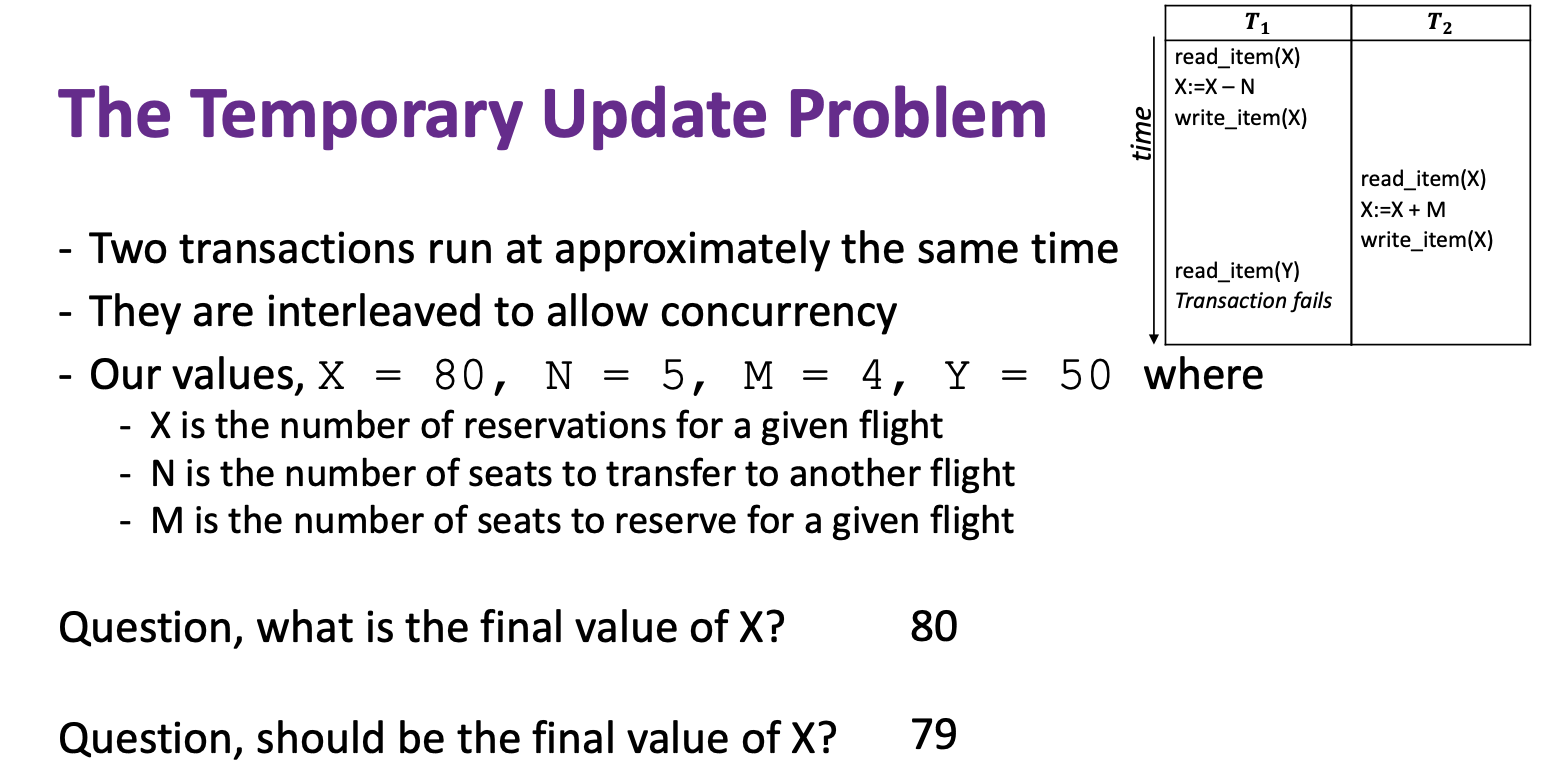 The Temporary Update Problem
- Two transactions run at approximately the same time
- They are interleaved to allow concurrency
- Our values, X = 80, N = 5, M = 4, Y = 50 where
- X is the number of reservations for a given flight
- N is the number of seats to transfer to another flight
- M is the number of seats to reserve for a given flight
Question, what is the final value of X? 80
Question, should be the final value of X? 79
time
T1 T2
read_item(X)
X:=X – N
write_item(X)
read_item(X)
X:=X + M
write_item(X)
read_item(Y)
Transaction fails